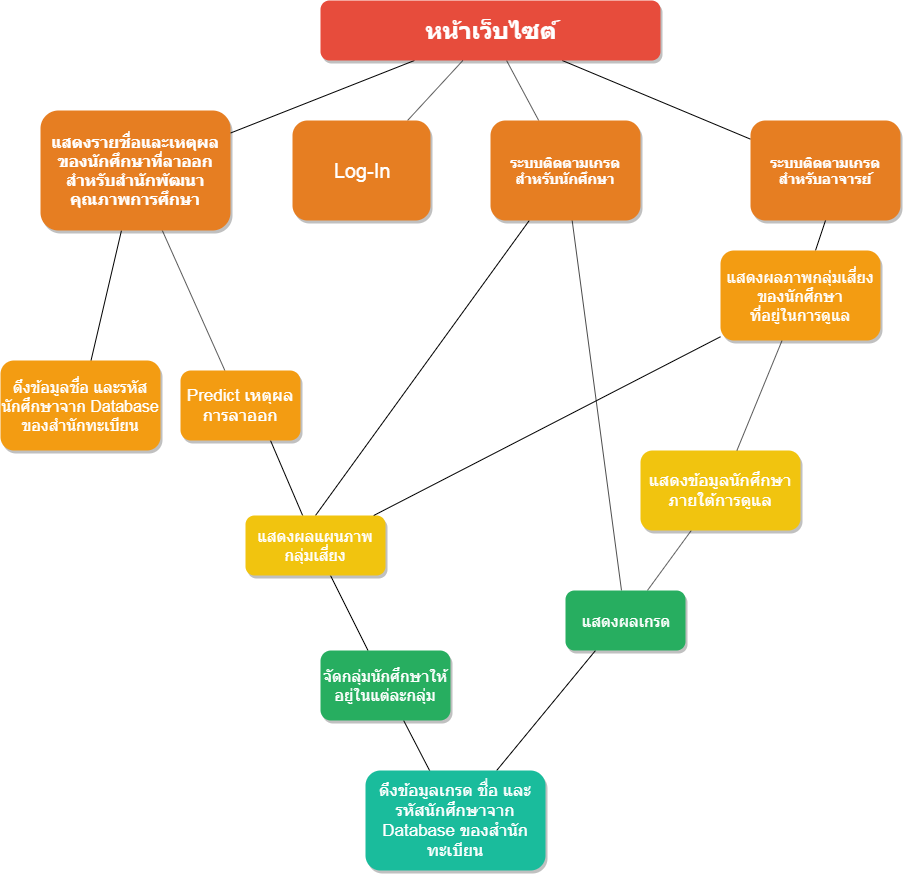 หน้าเว็บไซต์
แสดงรายชื่อและเหตุผล
ของนักศึกษาที่ลาออก
สำหรับสำนักพัฒนา
คุณภาพการศึกษา
Log-In
ระบบติดตามเกรด
สำหรับนักศึกษา
ระบบติดตามเกรด
สำหรับอาจารย์
แสดงผลภาพกลุ่มเสี่ยง
ของนักศึกษา
ที่อยู่ในการดูแล
ดึงข้อมูลชื่อ และรหัส
นักศึกษาจาก Database
ของสำนักทะเบียน
Predict เหตุผล
การลาออก
แสดงข้อมูลนักศึกษา
ภายใต้การดูแล
แสดงผลแผนภาพ
กลุ่มเสี่ยง
แสดงผลเกรด
จัดกลุ่มนักศึกษาให้
อยู่ในแต่ละกลุ่ม
ดึงข้อมูลเกรด ชื่อ และ
รหัสนักศึกษาจาก
Database ของสำนัก
ทะเบียน